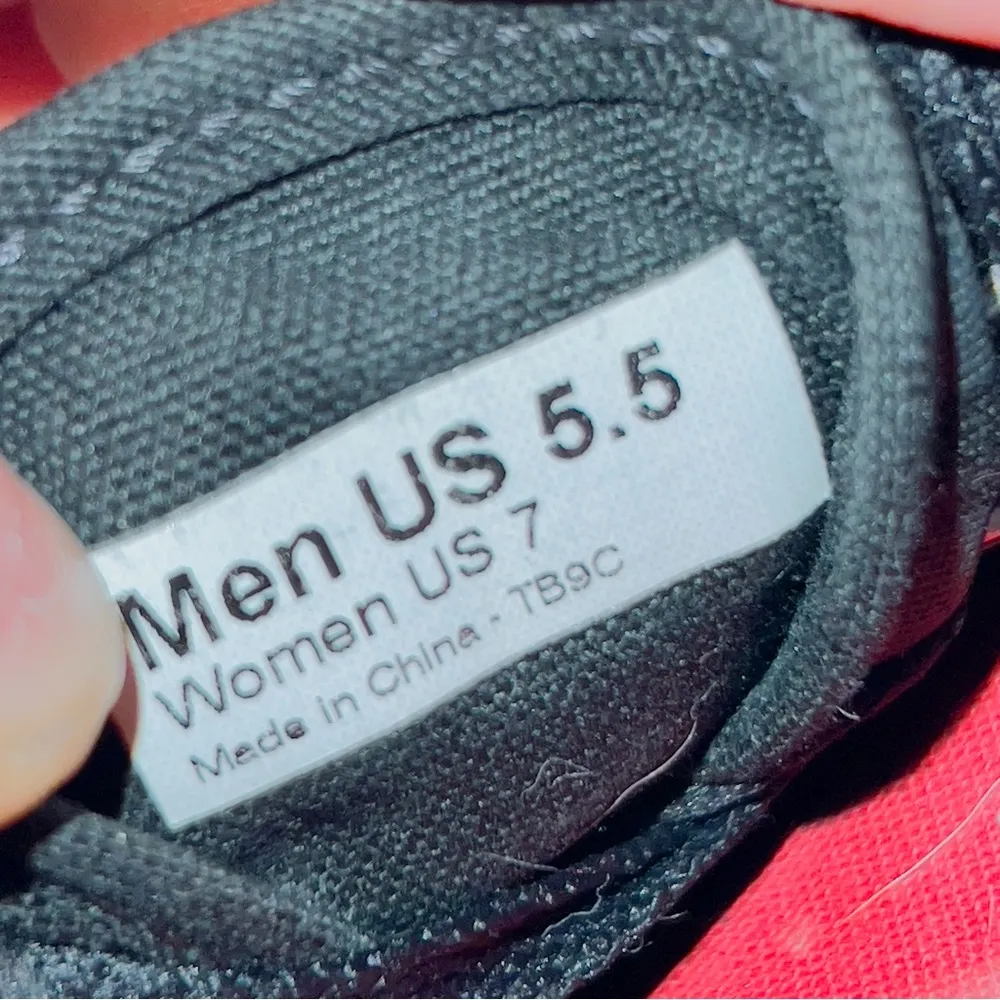 Men US 5.5
Women US 7
Made in China - TB9C